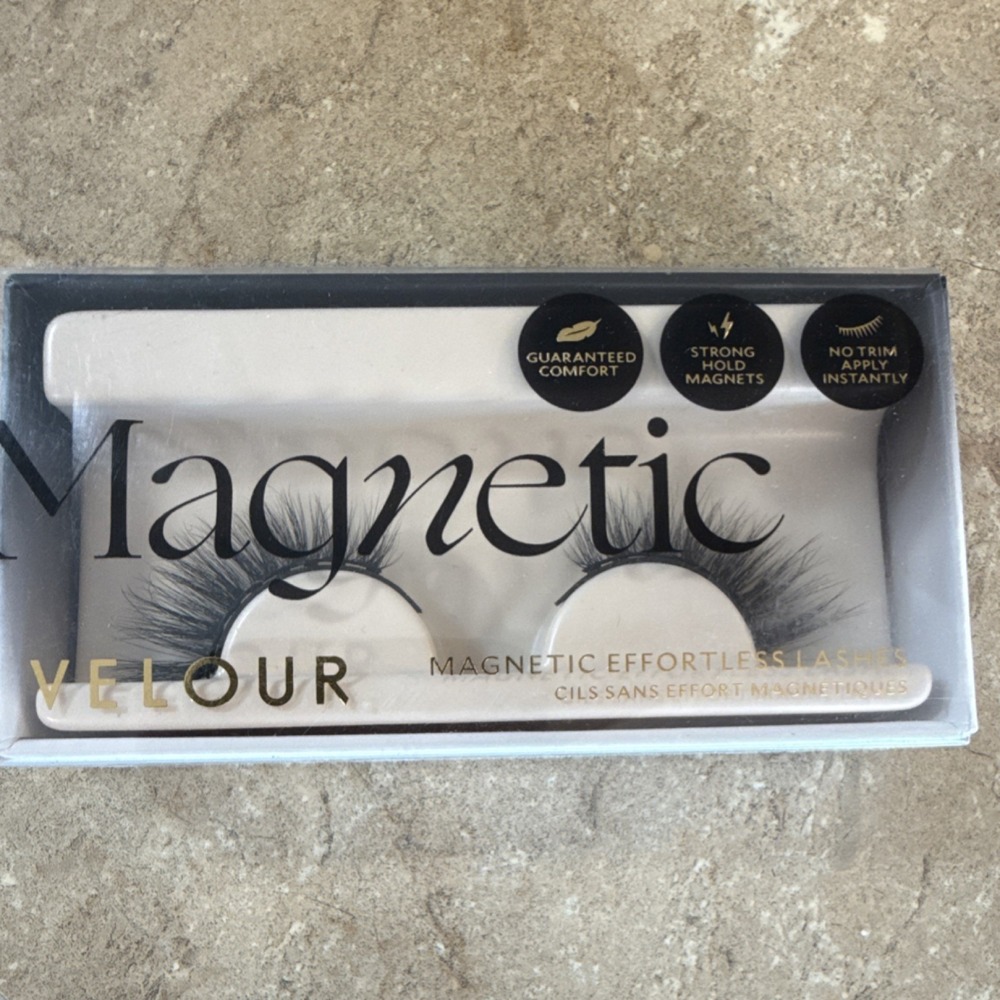 GUARANTEED
COMFORT
STRONG
HOLD
MAGNETS
NO TRIM
APPLY
INSTANTLY
Magnetic
VELOUR
MAGNETIC EFFORTLESS LASHES
CILS SANS EFFORT MAGNETIQUES